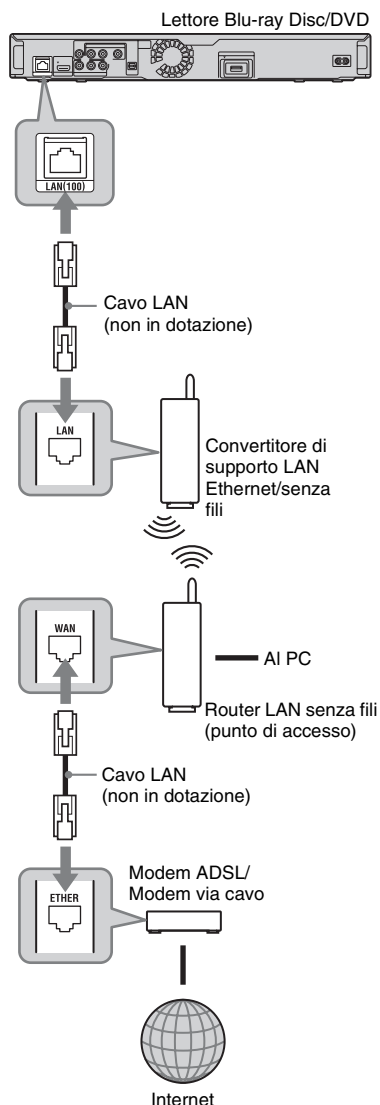 Lettore Blu-ray Disc/DVD
LAN(100)
Cavo LAN
(non in dotazione)
LAN
Convertitore di
supporto LAN
Ethernet/senza
fili
WAN
Al PC
Router LAN senza fili
(punto di accesso)
Cavo LAN
(non in dotazione)
Modem ADSL/
Modem via cavo
ETHER
Internet